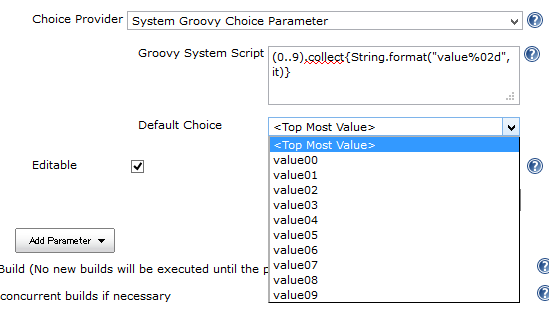 Choice Provider System Groovy Choice Parameter
Groovy System Script (0..9).collect{String.format("value%02d",
it)}
Default Choice <Top Most Value>
<Top Most Value>
Editable value00
value01
value02
value03
value04
value05
Add Parameter value06
Build (No new builds will be executed until the p value07
value08
concurrent builds if necessary value09